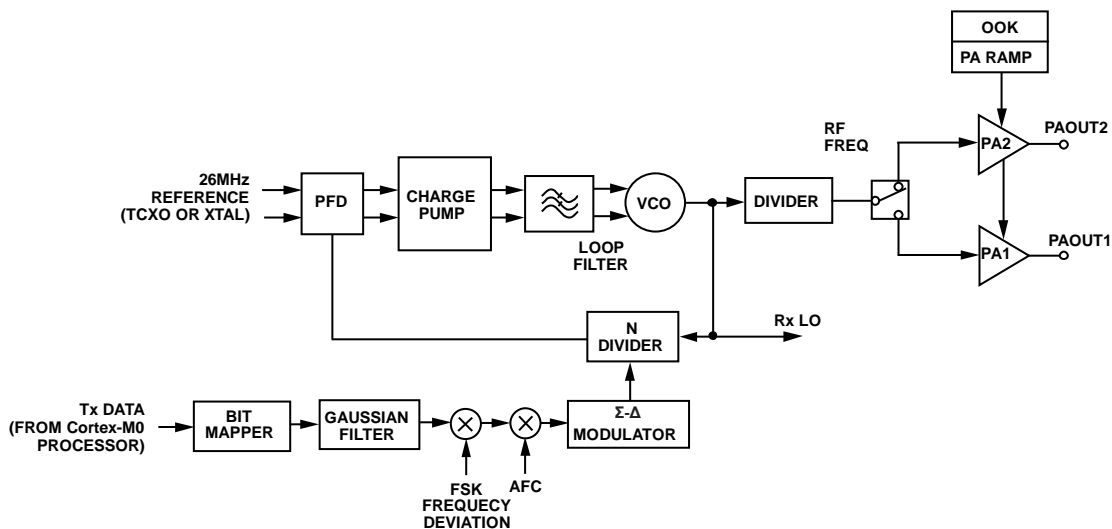 OOK
PA RAMP
RF
FREQ
PA2
PAOUT2
26MHz
REFERENCE
(TCXO OR XTAL)
PFD
CHARGE
PUMP
LOOP
FILTER
VCO
DIVIDER
PA1
PAOUT1
N
DIVIDER
Rx LO
Tx DATA
(FROM Cortex-M0
PROCESSOR)
BIT
MAPPER
GAUSSIAN
FILTER
Σ-Δ
MODULATOR
FSK
FREQUECY
DEVIATION
AFC